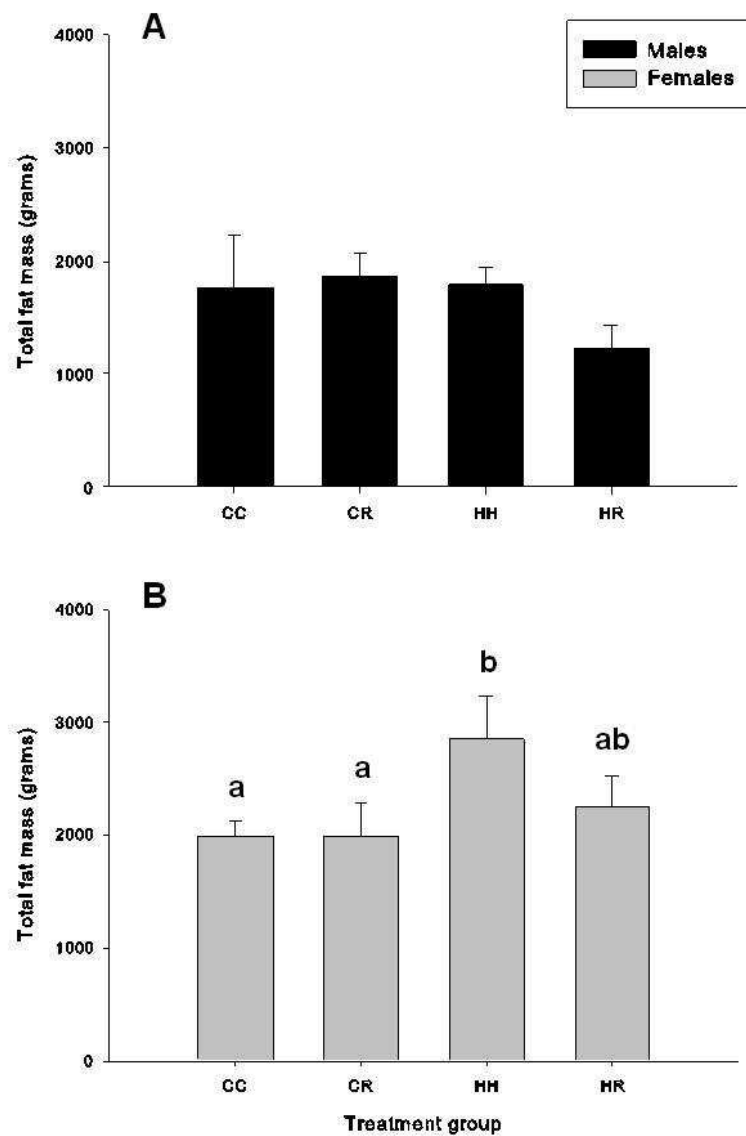 A
Males
Females
4000
3000
2000
1000
0
Total fat mass (grams)
CC CR HH HR
B
4000
3000
2000
1000
0
Total fat mass (grams)
a a b ab
CC CR HH HR
Treatment group